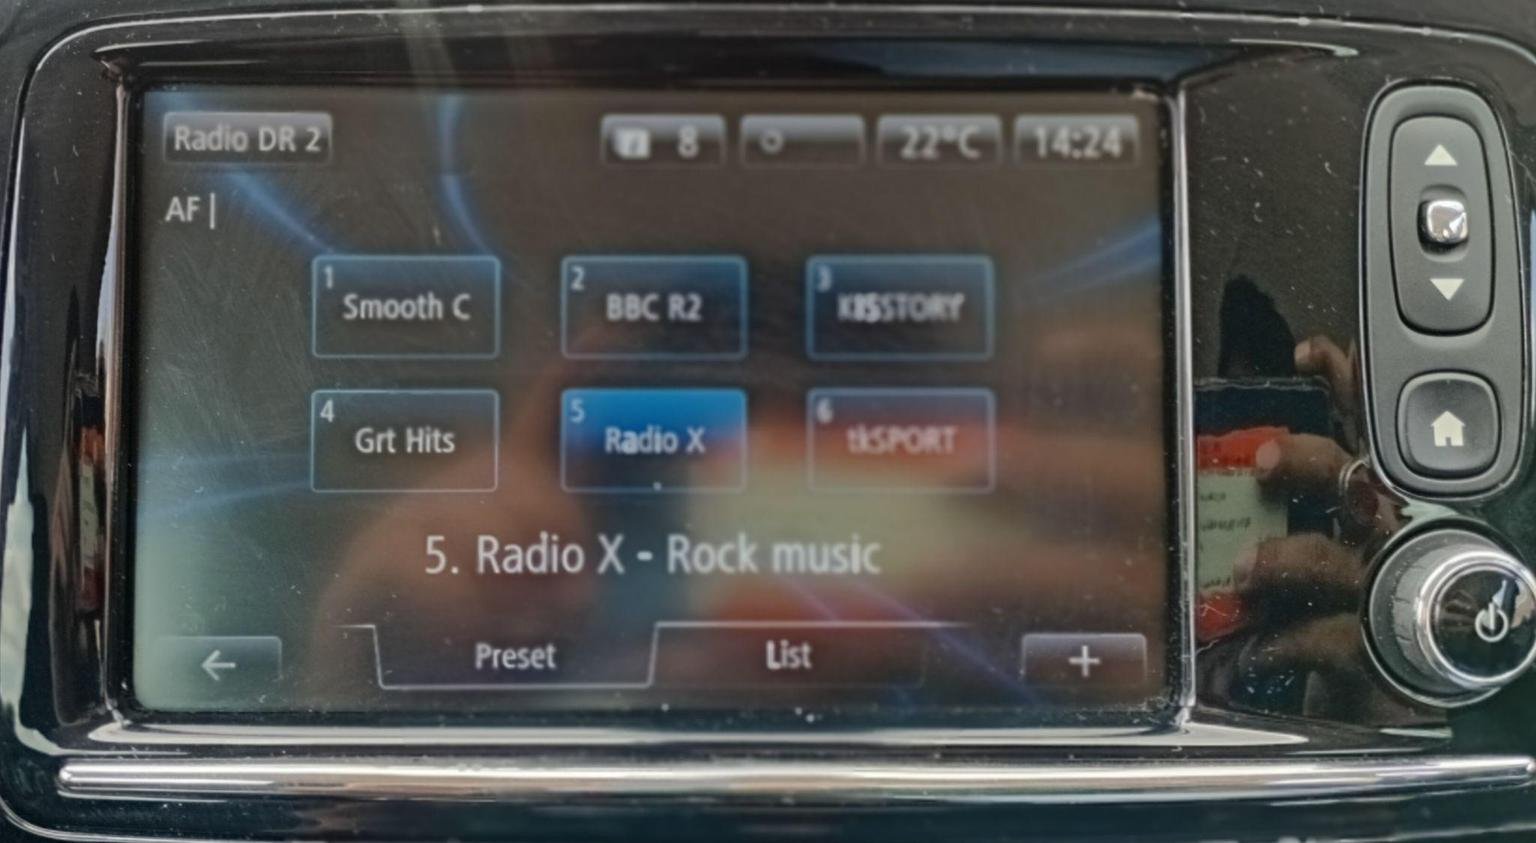 Radio DR 2
8
22°C
14:24
AF
1
Smooth C
2
BBC R2
3
KISSTORY
4
Grt Hits
5
Radio X
6
tkSPORT
5. Radio X - Rock music
Preset
List